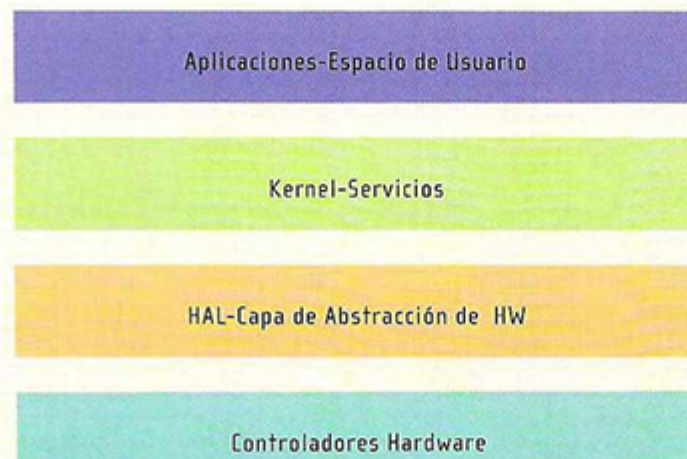 Aplicaciones-Espacio de Usuario
Kernel-Servicios
HAL-Capa de Abstracción de HW
Controladores Hardware